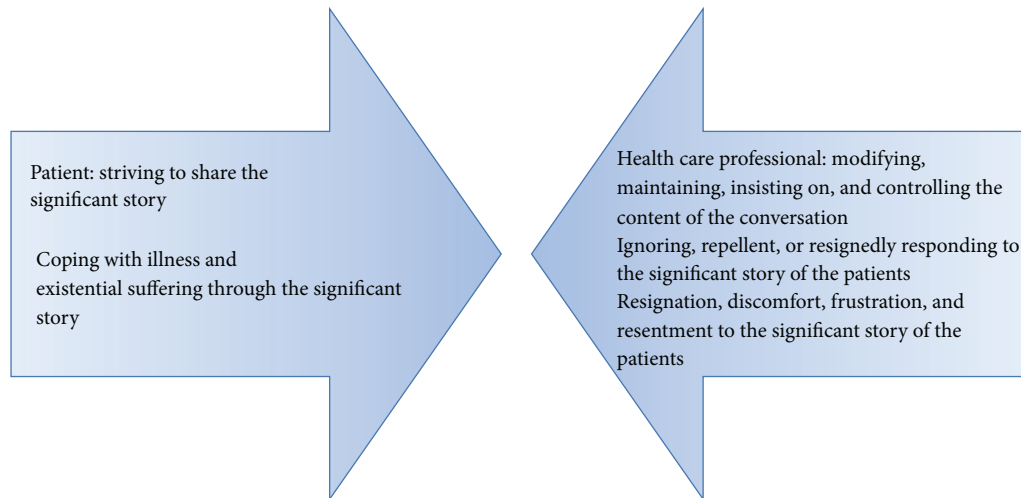 Patient: striving to share the
significant story
Coping with illness and
existential suffering through the significant
story
Health care professional: modifying,
maintaining, insisting on, and controlling the
content of the conversation
Ignoring, repellent, or resignedly responding to
the significant story of the patients
Resignation, discomfort, frustration, and
resentment to the significant story of the
patients